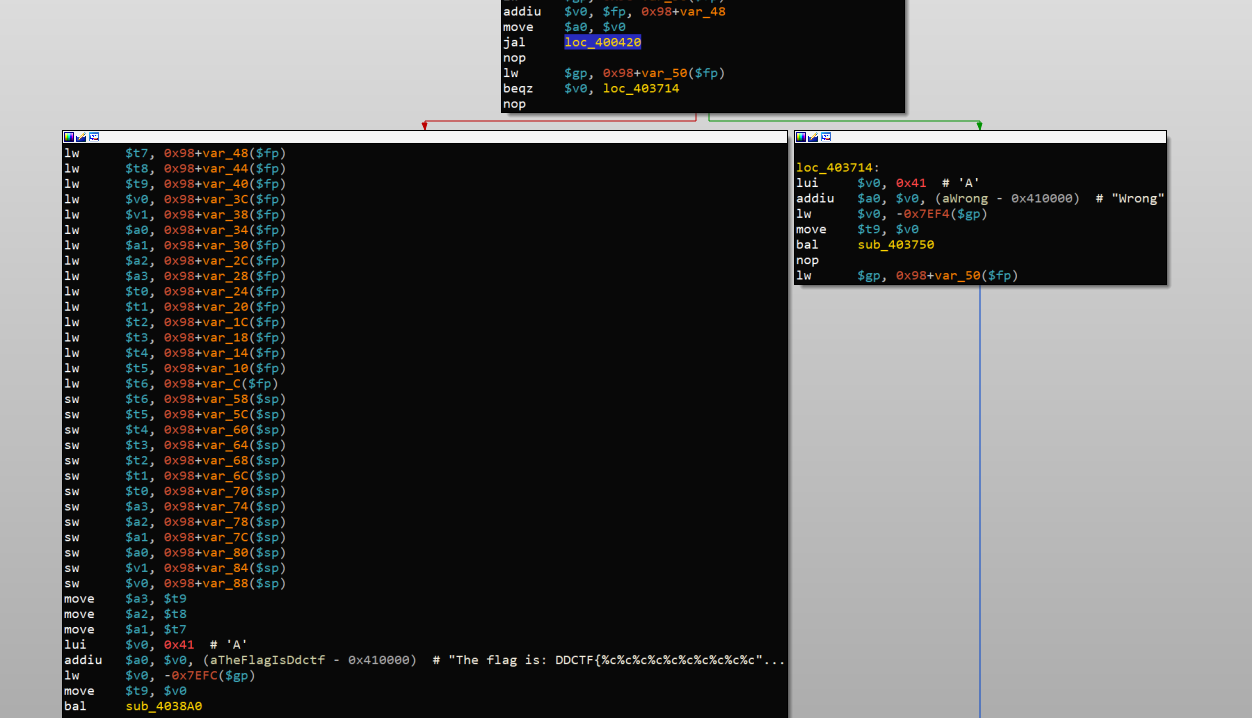 addiu $v0, $fp, 0x98+var_48
move $a0, $v0
jal loc_400420
nop
lw $gp, 0x98+var_50($fp)
beqz $v0, loc_403714
nop
lw $t7, 0x98+var_48($fp)
lw $t8, 0x98+var_44($fp)
lw $t9, 0x98+var_40($fp)
lw $v0, 0x98+var_3C($fp)
lw $v1, 0x98+var_38($fp)
lw $a0, 0x98+var_34($fp)
lw $a1, 0x98+var_30($fp)
lw $a2, 0x98+var_2C($fp)
lw $a3, 0x98+var_28($fp)
lw $t0, 0x98+var_24($fp)
lw $t1, 0x98+var_20($fp)
lw $t2, 0x98+var_1C($fp)
lw $t3, 0x98+var_18($fp)
lw $t4, 0x98+var_14($fp)
lw $t5, 0x98+var_10($fp)
lw $t6, 0x98+var_C($fp)
sw $t6, 0x98+var_58($sp)
sw $t5, 0x98+var_5C($sp)
sw $t4, 0x98+var_60($sp)
sw $t3, 0x98+var_64($sp)
sw $t2, 0x98+var_68($sp)
sw $t1, 0x98+var_6C($sp)
sw $t0, 0x98+var_70($sp)
sw $a3, 0x98+var_74($sp)
sw $a2, 0x98+var_78($sp)
sw $a1, 0x98+var_7C($sp)
sw $a0, 0x98+var_80($sp)
sw $v1, 0x98+var_84($sp)
sw $v0, 0x98+var_88($sp)
move $a3, $t9
move $a2, $t8
move $a1, $t7
lui $v0, 0x41 # 'A'
addiu $a0, $v0, (aTheFlagIsDdctf - 0x410000) # "The flag is: DDCTF{%c%c%c%c%c%c%c%c%c%c"...
lw $v0, -0x7EFC($gp)
move $t9, $v0
bal sub_4038A0
loc_403714:
lui $v0, 0x41 # 'A'
addiu $a0, $v0, (aWrong - 0x410000) # "Wrong"
lw $v0, -0x7EF4($gp)
move $t9, $v0
bal sub_403750
nop
lw $gp, 0x98+var_50($fp)